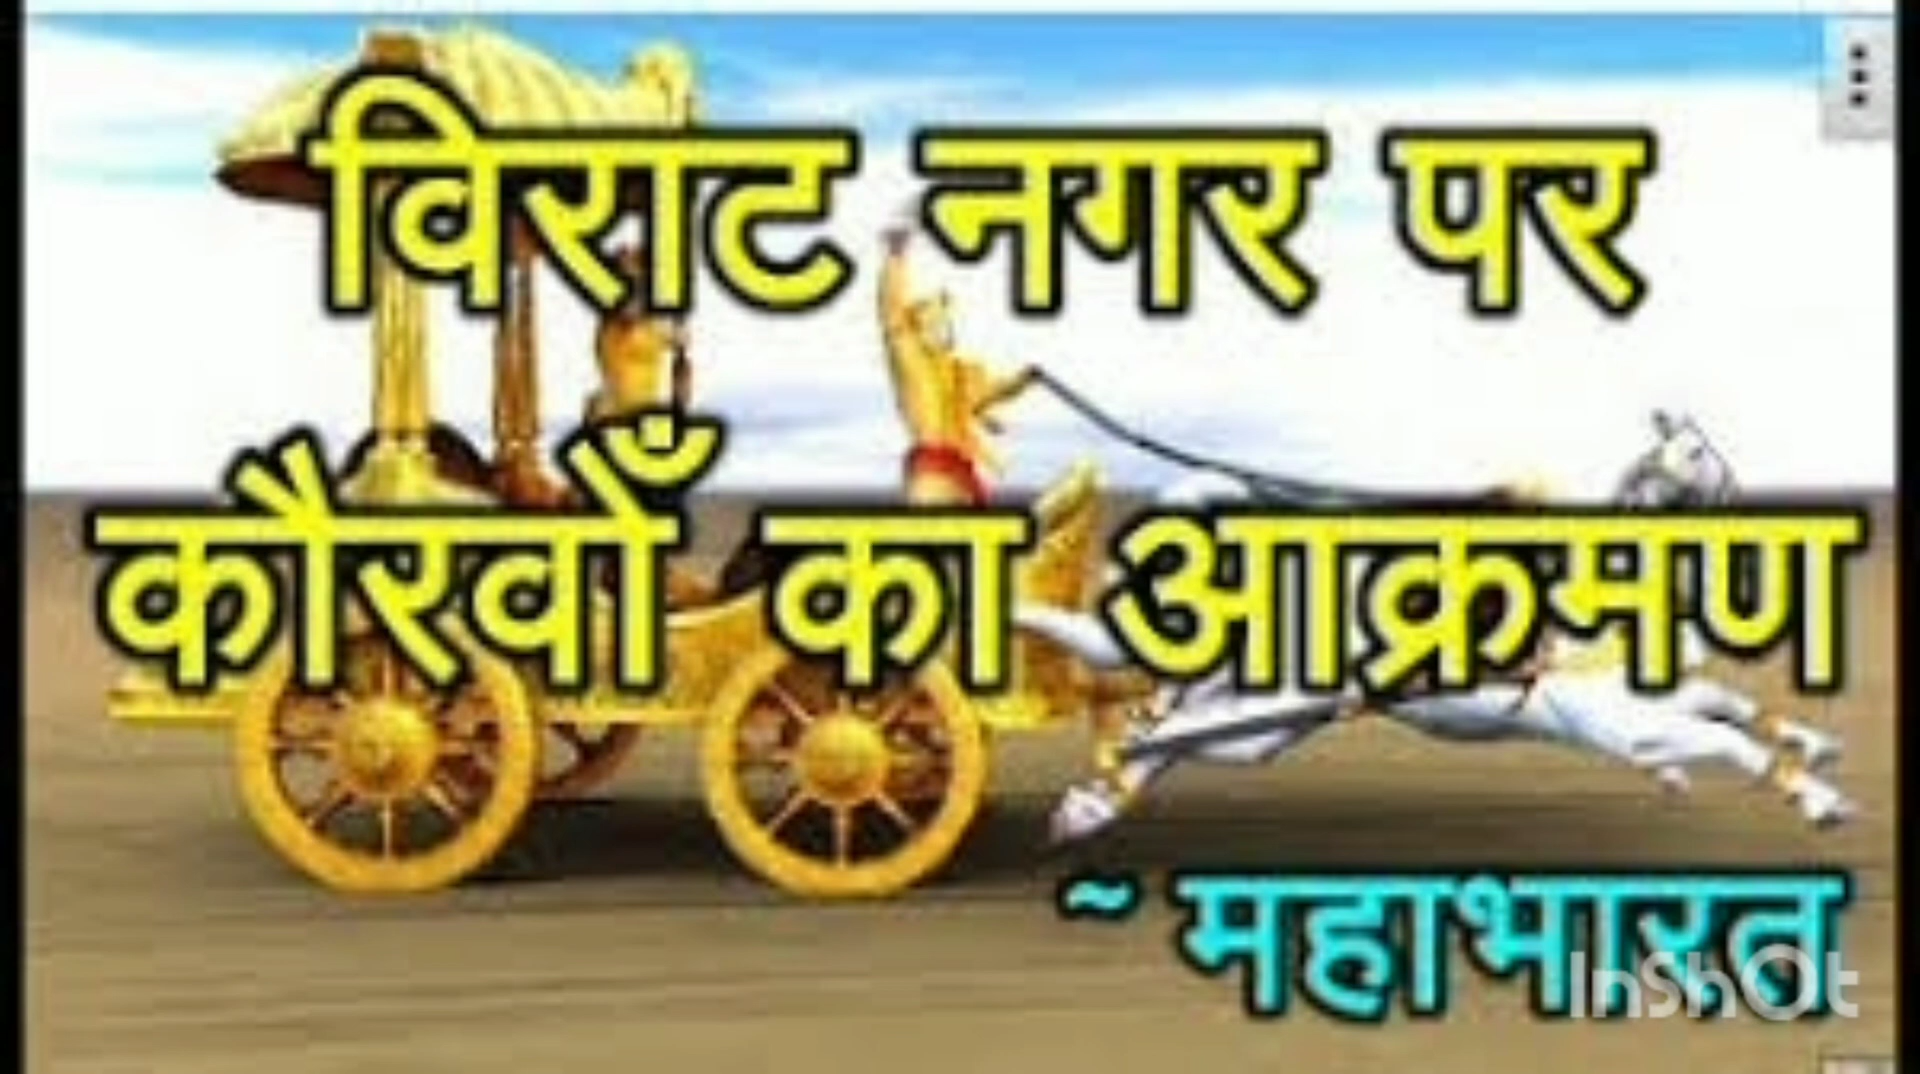 विराट नगर पर
कौरवोँ का आक्रमण
~ महाभारत
InShOt